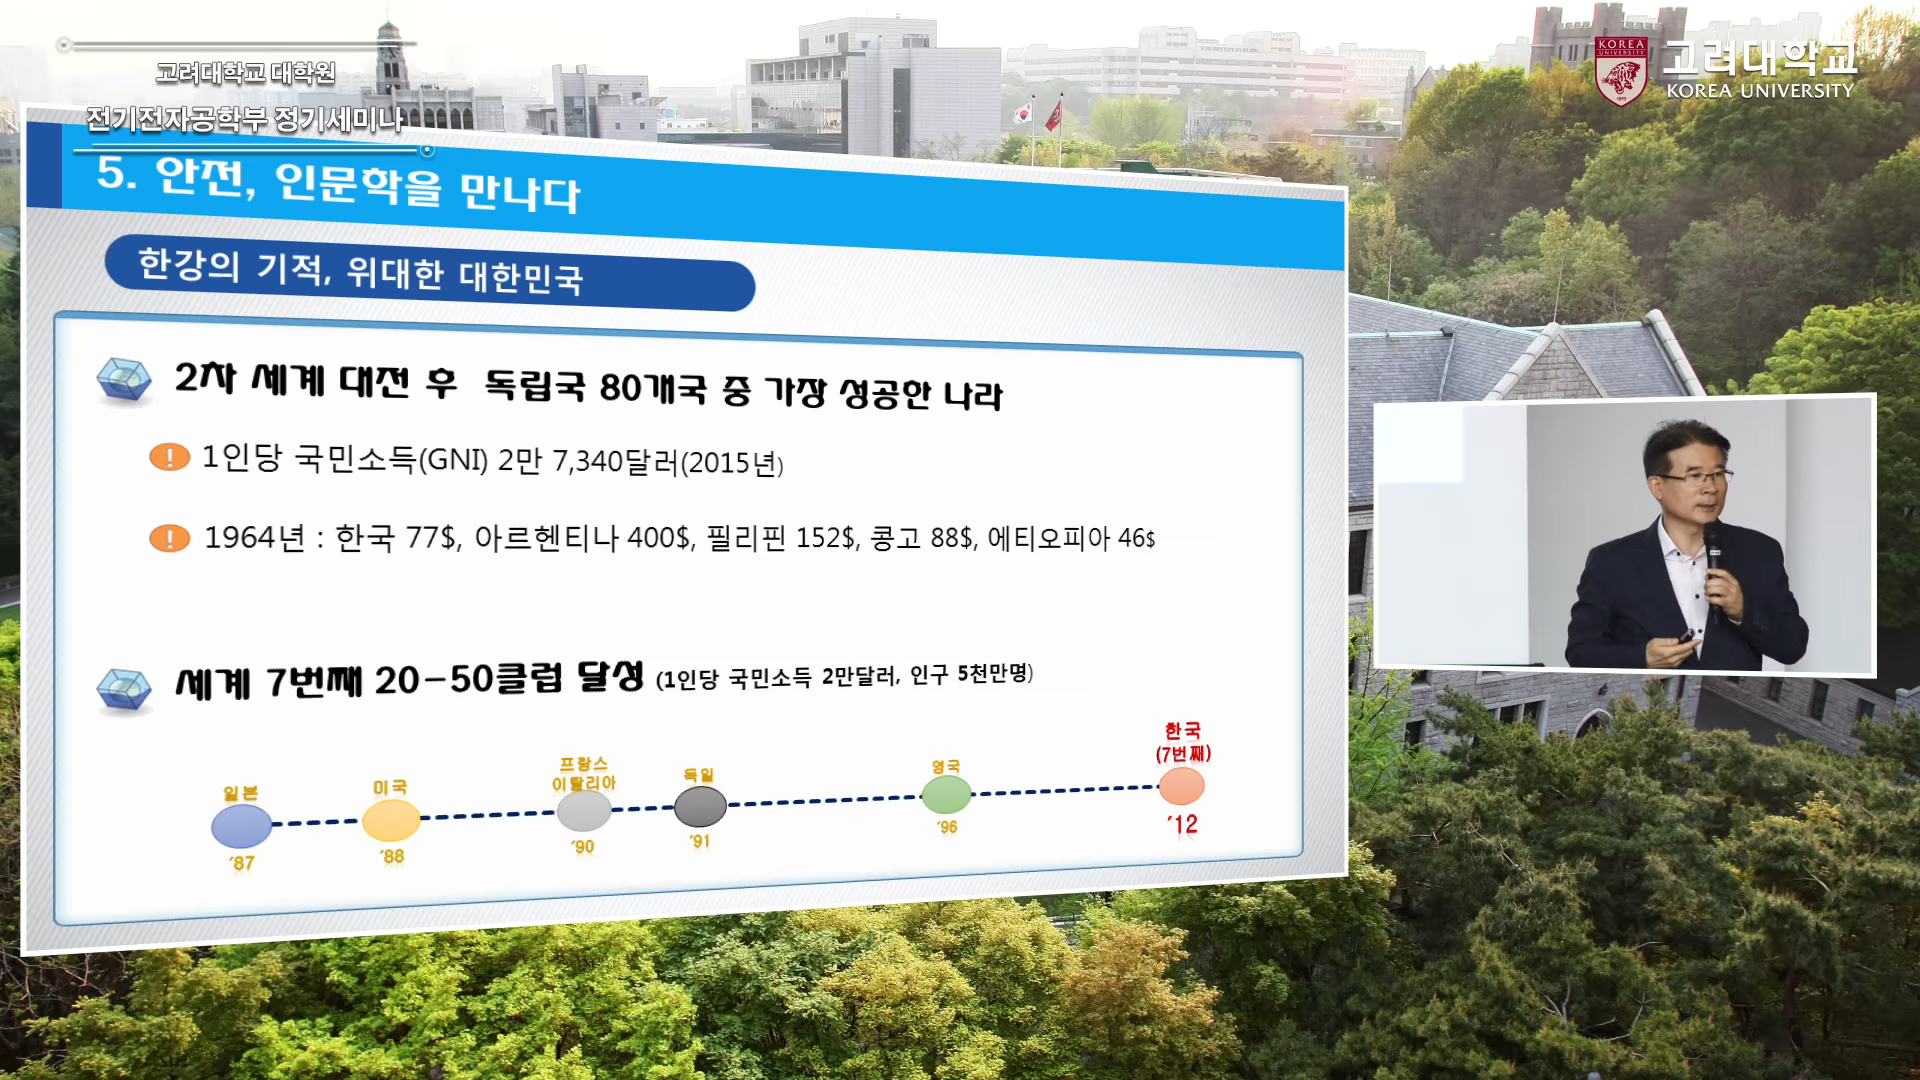 고려대학교 대학원
전기전자공학부 정기세미나
KOREA
UNIVERSITY
1905
고려대학교
KOREA UNIVERSITY
5. 안전, 인문학을 만나다
한강의 기적, 위대한 대한민국
2차 세계 대전 후 독립국 80개국 중 가장 성공한 나라
! 1인당 국민소득(GNI) 2만 7,340달러(2015년)
! 1964년 : 한국 77$, 아르헨티나 400$, 필리핀 152$, 콩고 88$, 에티오피아 46$
세계 7번째 20-50클럽 달성 (1인당 국민소득 2만달러, 인구 5천만명)
일본
'87
미국
'88
프랑스
이탈리아
'90
독일
'91
영국
'96
한국
(7번째)
'12